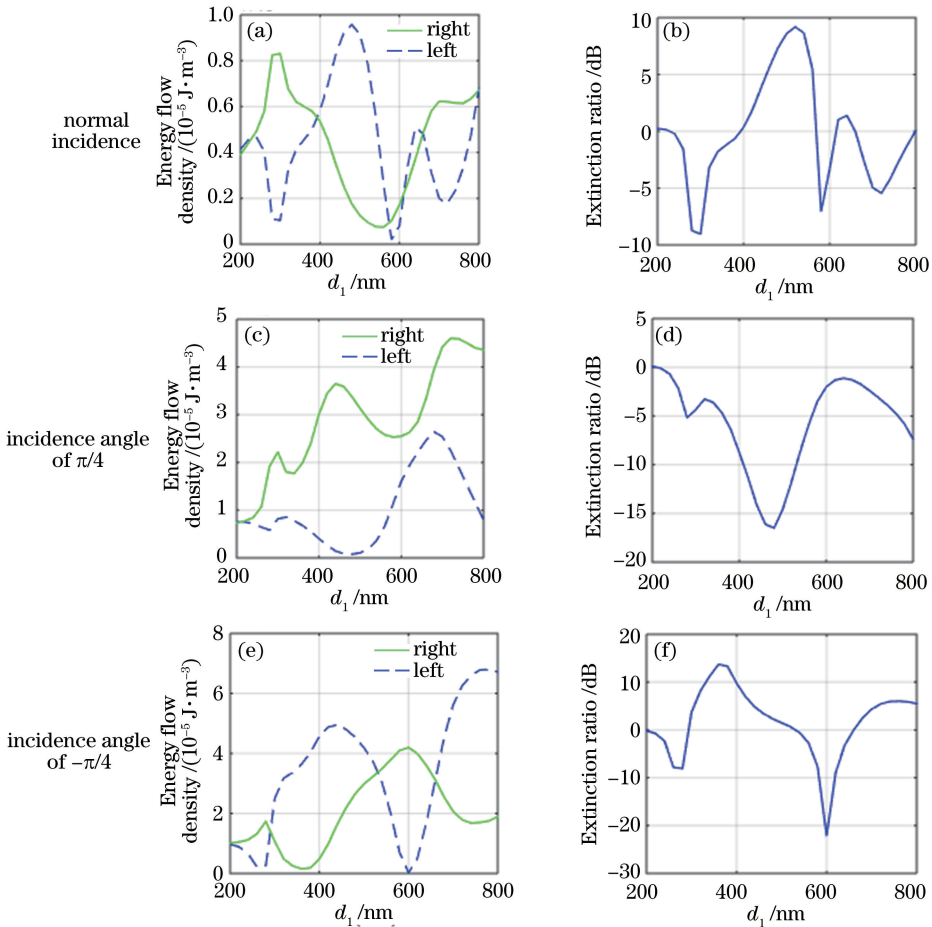 normal
incidence
(a)
right
left
Energy flow
density /(10⁻⁵ J·m⁻³)
1.0
0.8
0.6
0.4
0.2
0
200
400
600
800
d₁/nm
(b)
Extinction ratio /dB
10
5
0
−5
−10
200
400
600
800
d₁/nm
incidence angle
of π/4
(c)
right
left
Energy flow
density /(10⁻⁵ J·m⁻³)
5
4
3
2
1
0
200
400
600
800
d₁/nm
(d)
Extinction ratio /dB
5
0
−5
−10
−15
−20
200
400
600
800
d₁/nm
incidence angle
of −π/4
(e)
right
left
Energy flow
density /(10⁻⁵ J·m⁻³)
8
6
4
2
0
200
400
600
800
d₁/nm
(f)
Extinction ratio /dB
20
10
0
−10
−20
−30
200
400
600
800
d₁/nm